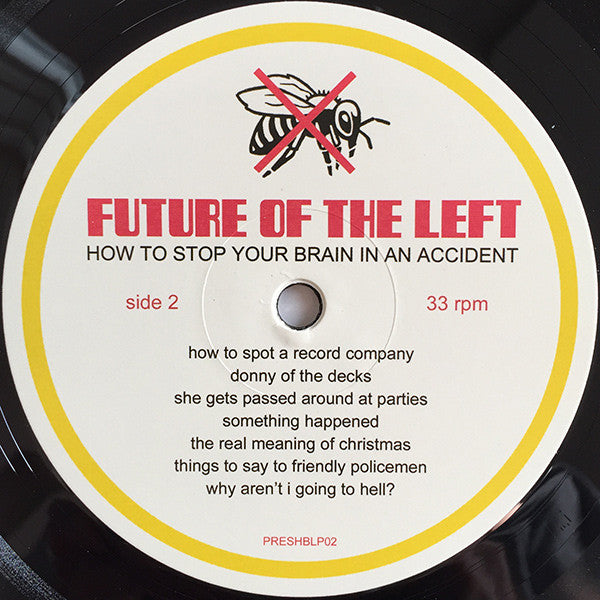 FUTURE OF THE LEFT
HOW TO STOP YOUR BRAIN IN AN ACCIDENT
side 2
33 rpm
how to spot a record company
donny of the decks
she gets passed around at parties
something happened
the real meaning of christmas
things to say to friendly policemen
why aren't i going to hell?
PRESHBLP02